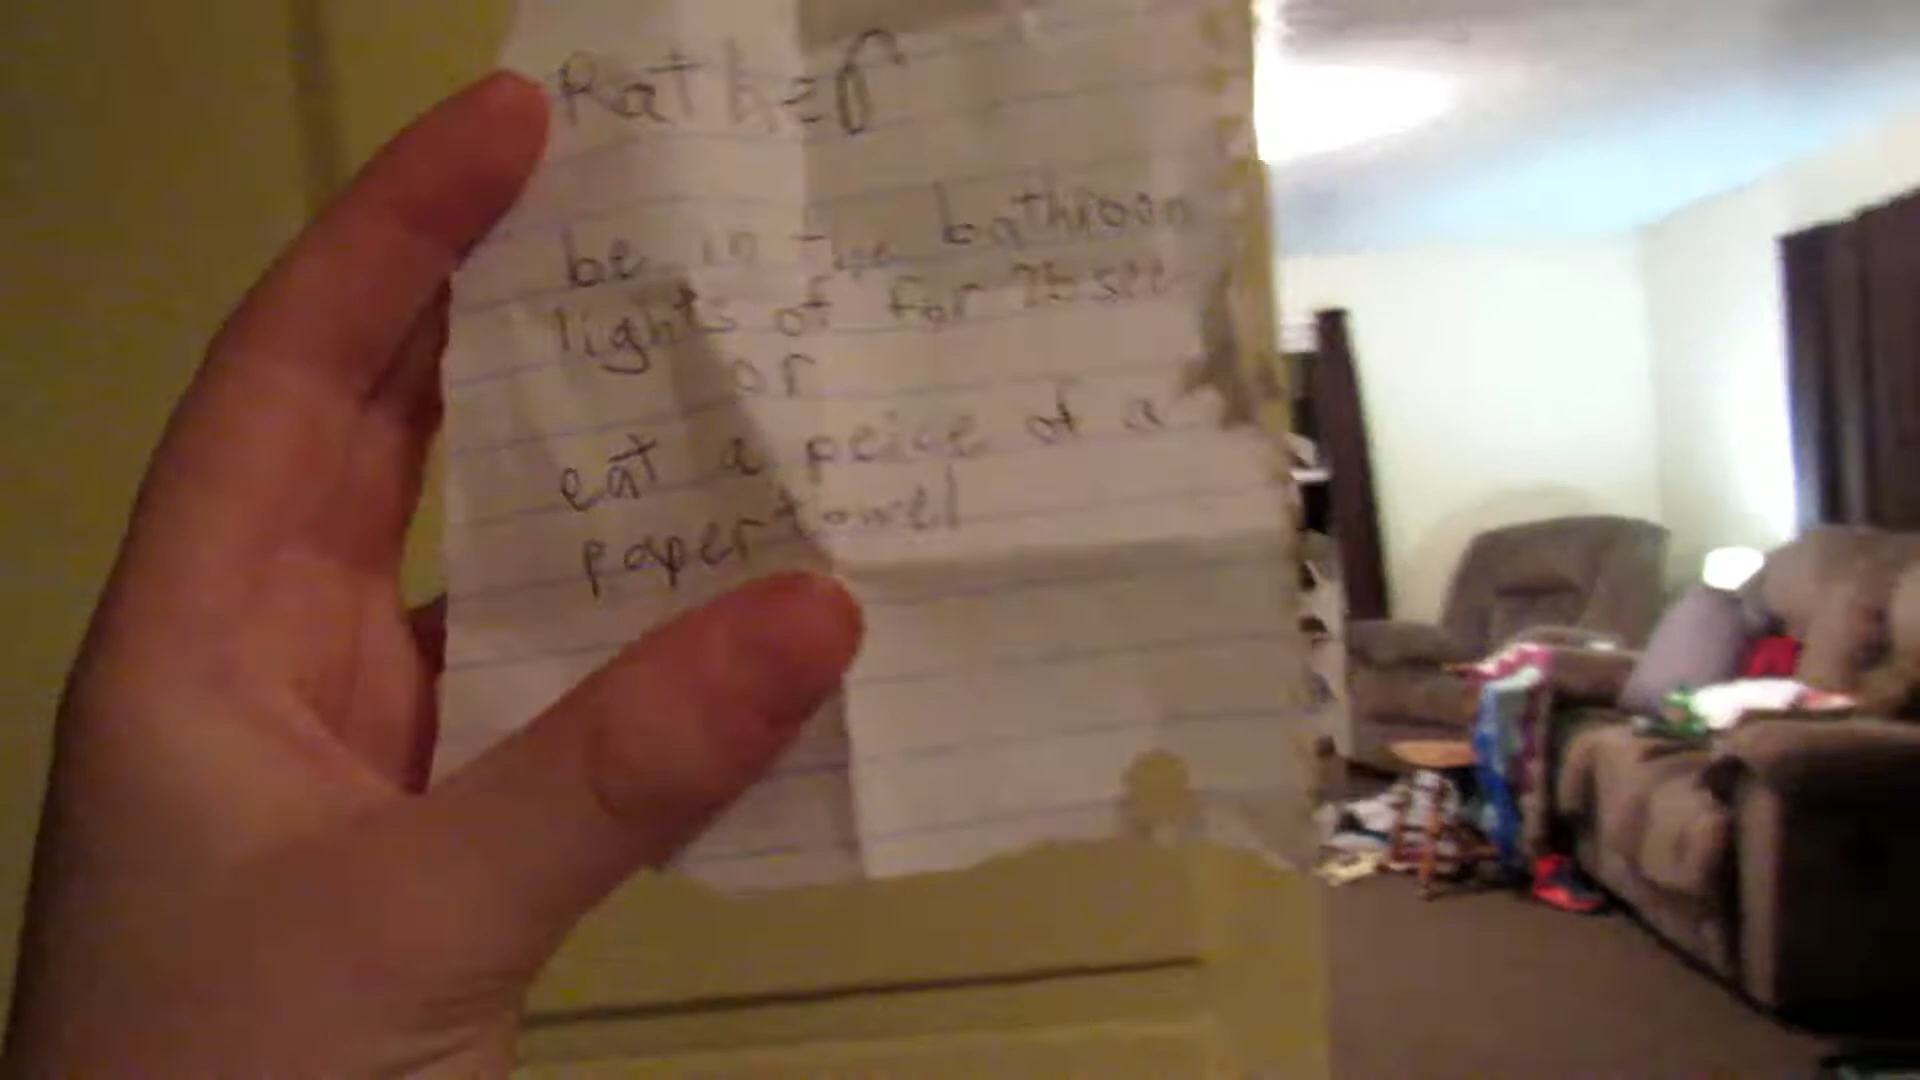 Rather
be in the bathroom
lights of for 25 sec
or
eat a peice of a
paper towel